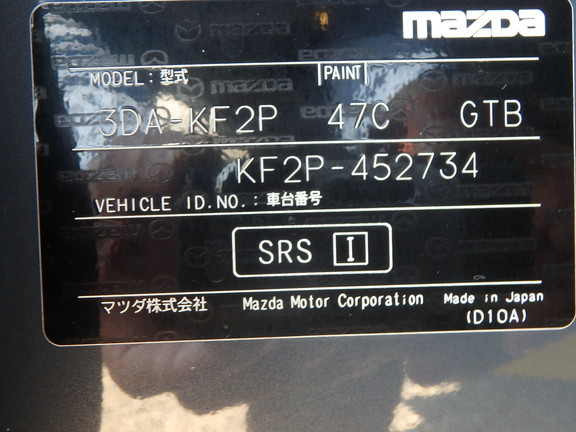 mazda
MODEL：型式 PAINT
3DA-KF2P 47C GTB
KF2P-452734
VEHICLE ID.NO.：車台番号
SRS I
マツダ株式会社 Mazda Motor Corporation Made in Japan
(D10A)